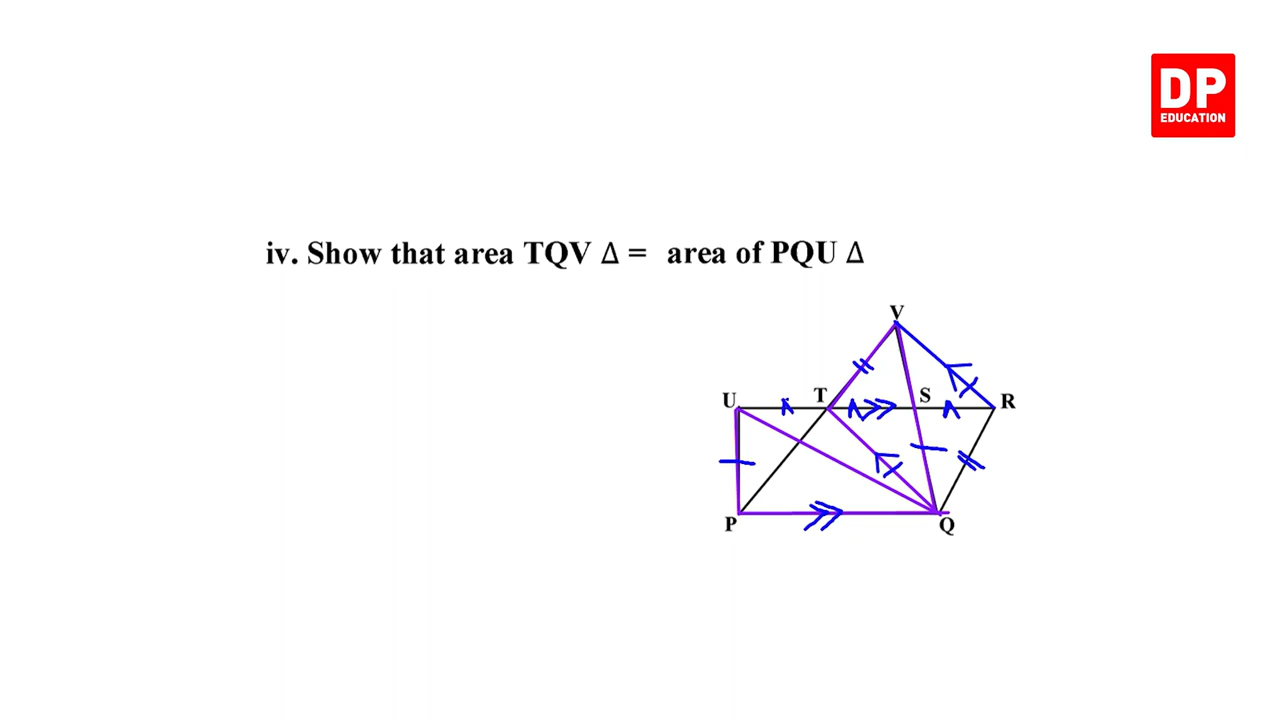 DP
EDUCATION
iv. Show that area TQV Δ = area of PQU Δ
V
U T S R
P Q